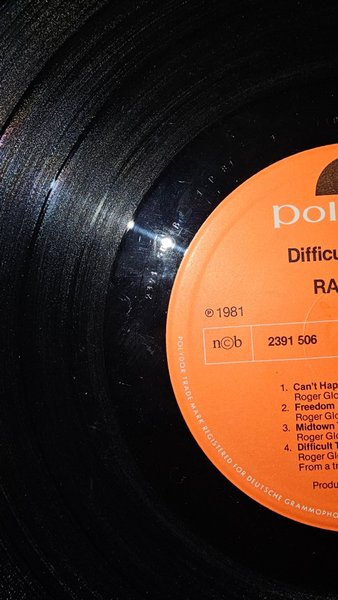 pol
Difficu
RA
℗ 1981
n©b 2391 506
1. Can't Hap
Roger Glo
2. Freedom
Roger Glo
3. Midtown T
Roger Glo
4. Difficult T
Roger Glo
From a tr
Produ
POLYDOR TRADE MARK REGISTERED FOR DEUTSCHE GRAMMOPHO